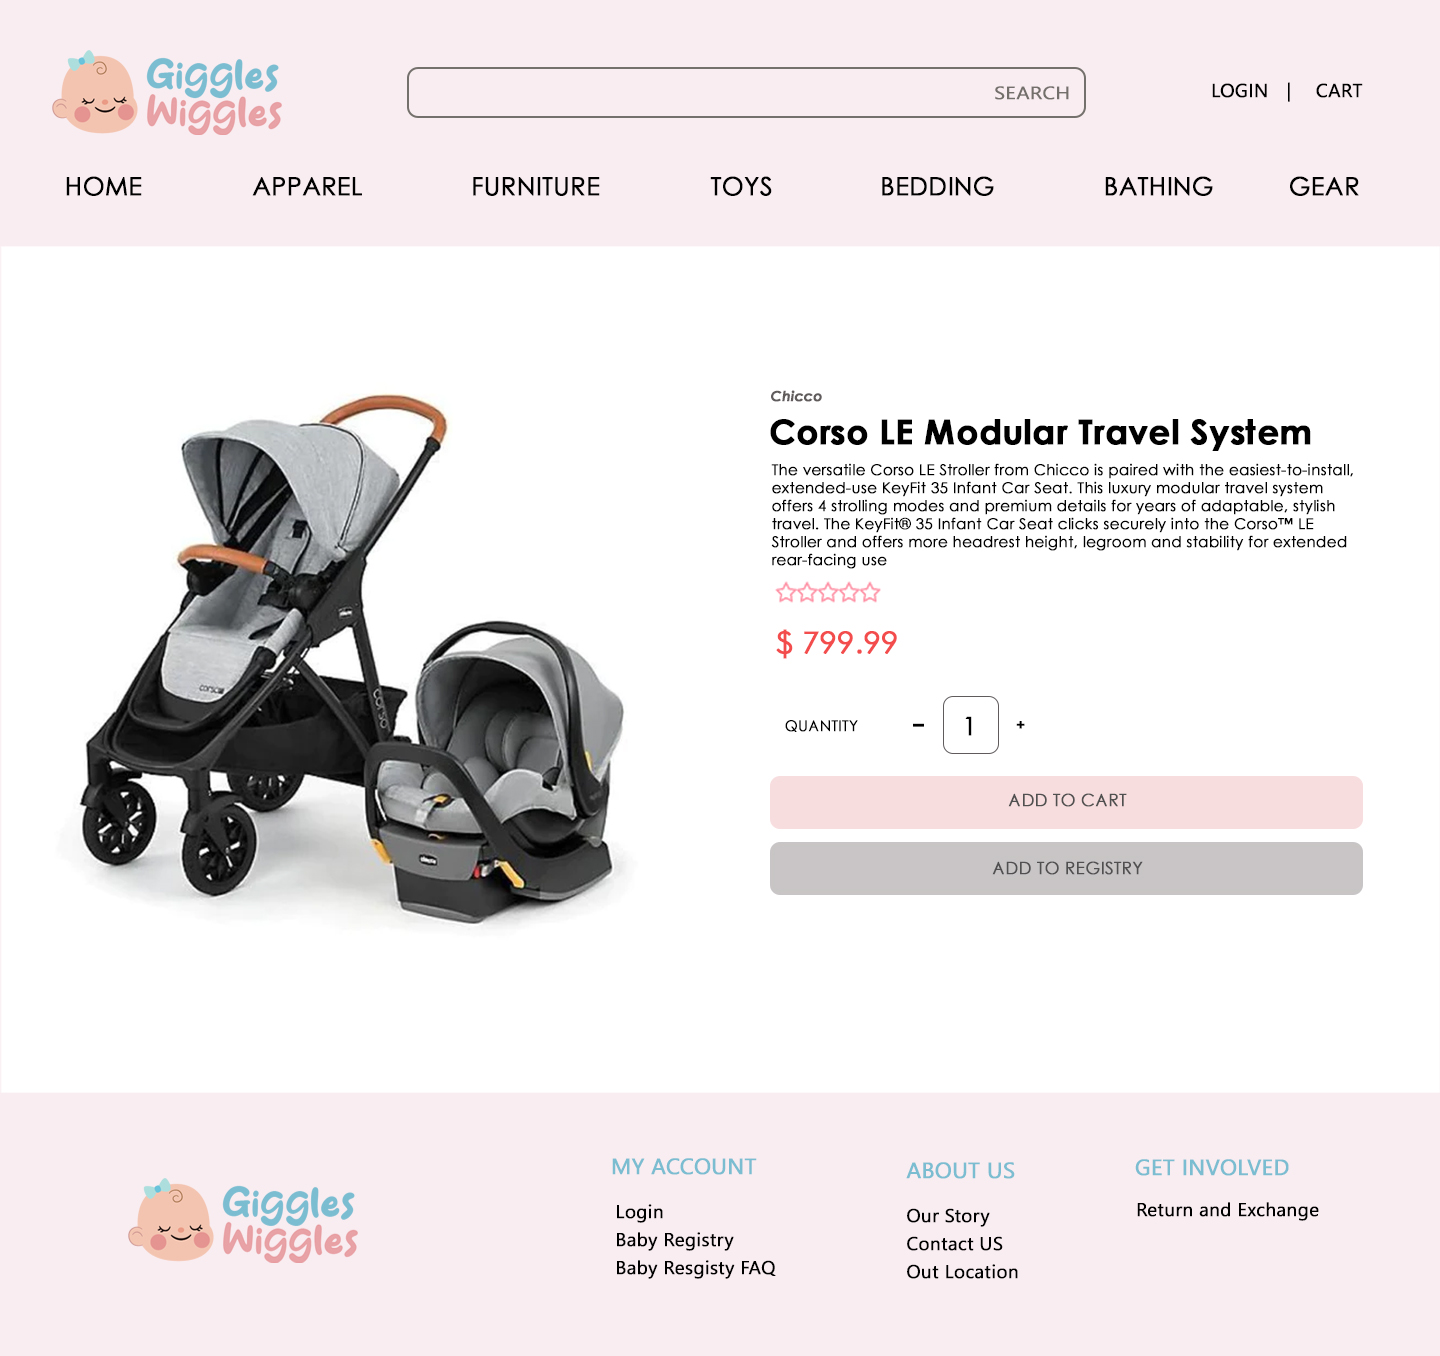 Giggles
Wiggles
SEARCH
LOGIN | CART
HOME APPAREL FURNITURE TOYS BEDDING BATHING GEAR
Chicco
Corso LE Modular Travel System
The versatile Corso LE Stroller from Chicco is paired with the easiest-to-install,
extended-use KeyFit 35 Infant Car Seat. This luxury modular travel system
offers 4 strolling modes and premium details for years of adaptable, stylish
travel. The KeyFit® 35 Infant Car Seat clicks securely into the Corso™ LE
Stroller and offers more headrest height, legroom and stability for extended
rear-facing use
$ 799.99
QUANTITY - 1 +
ADD TO CART
ADD TO REGISTRY
corso
corso
Giggles
Wiggles
MY ACCOUNT
Login
Baby Registry
Baby Resgisty FAQ
ABOUT US
Our Story
Contact US
Out Location
GET INVOLVED
Return and Exchange